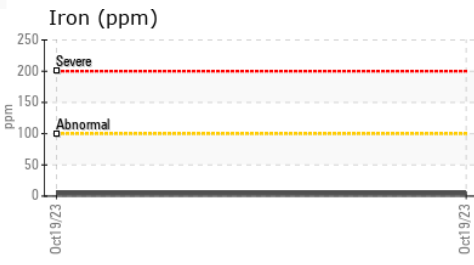 Iron (ppm)
250
Severe
200
150
ppm
Abnormal
100
50
0
Oct19/23
Oct19/23